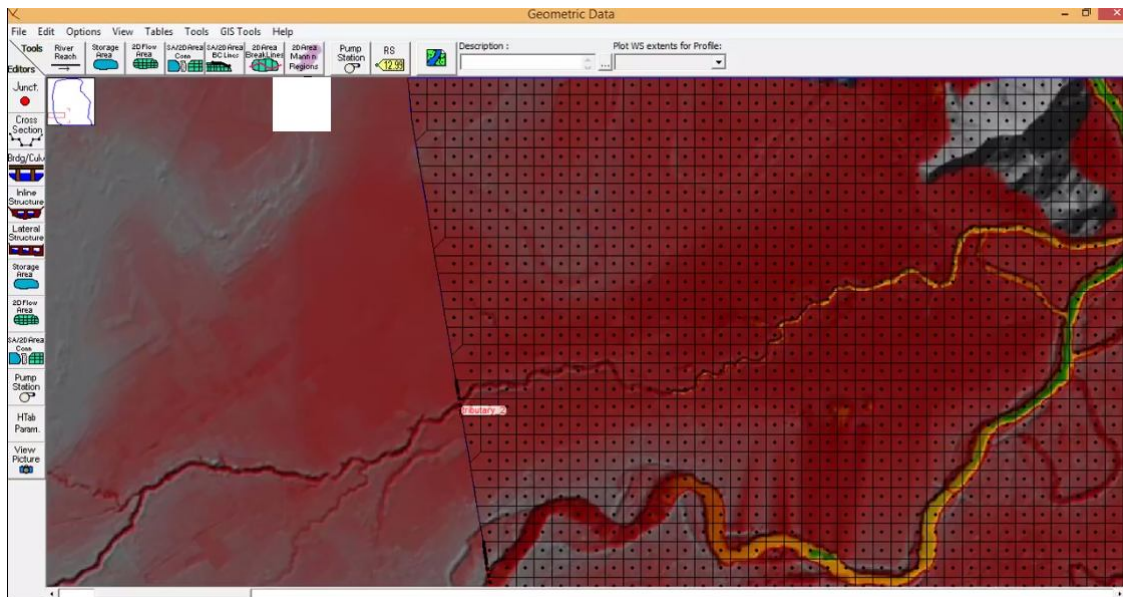 Geometric Data
File Edit Options View Tables Tools GIS Tools Help
Tools
Editors
River
Reach
Storage
Area
2D Flow
Area
SA/2D Area
Conn
SA/2D Area
BC Lines
2D Area
BreakLines
2D Area
Mann n
Regions
Pump
Station
RS
12.99
Description :
...
Plot WS extents for Profile:
Junct.
Cross
Section
Brdg/Culv
Inline
Structure
Lateral
Structure
Storage
Area
2D Flow
Area
SA/2D Area
Conn
Pump
Station
HTab
Param.
View
Picture
tributary_2